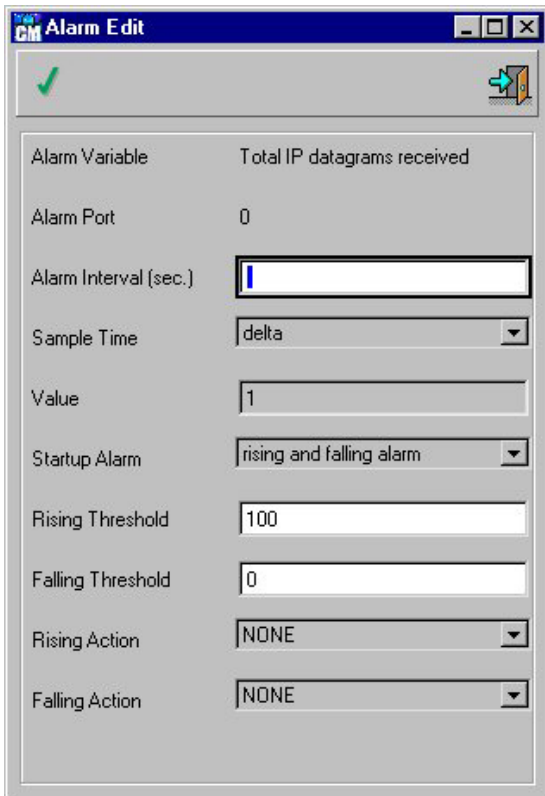 CM Alarm Edit
Alarm Variable Total IP datagrams received
Alarm Port 0
Alarm Interval (sec.)
Sample Time delta
Value 1
Startup Alarm rising and falling alarm
Rising Threshold 100
Falling Threshold 0
Rising Action NONE
Falling Action NONE